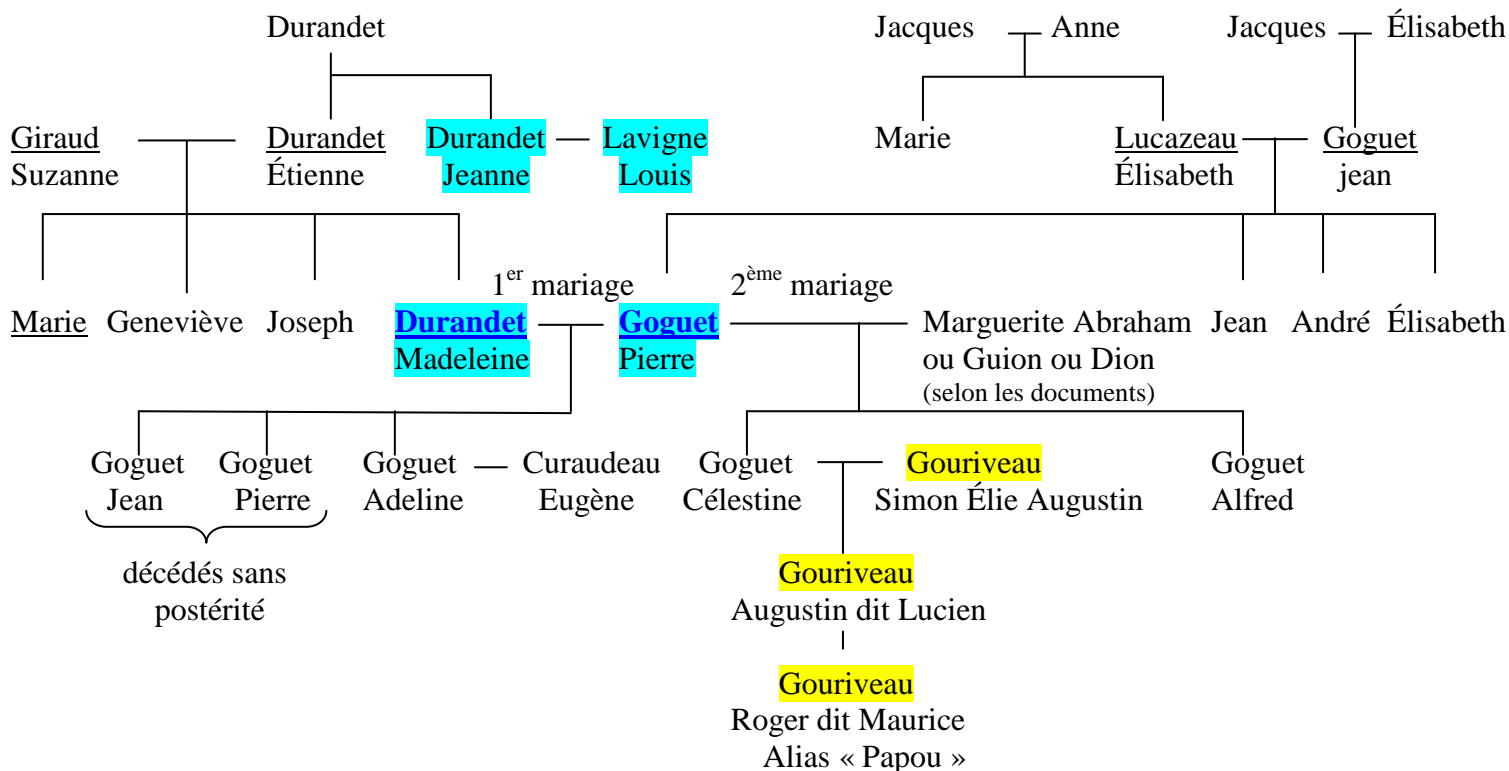 Durandet Jacques Anne Jacques Élisabeth
Giraud Durandet Durandet Lavigne Marie Lucazeau Goguet
Suzanne Étienne Jeanne Louis Élisabeth jean
1er mariage 2ème mariage
Marie Geneviève Joseph Durandet Goguet Marguerite Abraham Jean André Élisabeth
Madeleine Pierre ou Guion ou Dion
(selon les documents)
Goguet Goguet Goguet Curaudeau Goguet Gouriveau Goguet
Jean Pierre Adeline Eugène Célestine Simon Élie Augustin Alfred
décédés sans
postérité
Gouriveau
Augustin dit Lucien
Gouriveau
Roger dit Maurice
Alias « Papou »